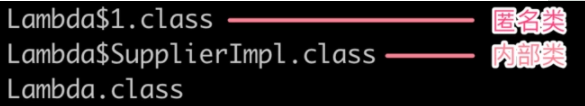 Lambda$1.class 匿名类
Lambda$SupplierImpl.class 内部类
Lambda.class